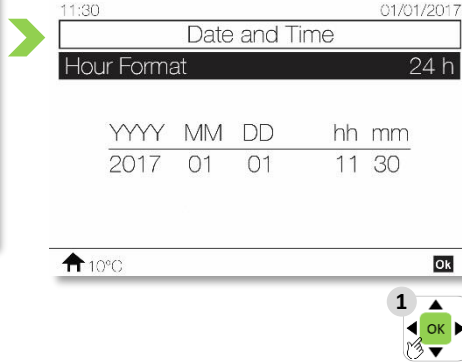 11:30 01/01/2017
Date and Time
Hour Format 24 h
YYYY MM DD hh mm
2017 01 01 11 30
10°C Ok
1
OK